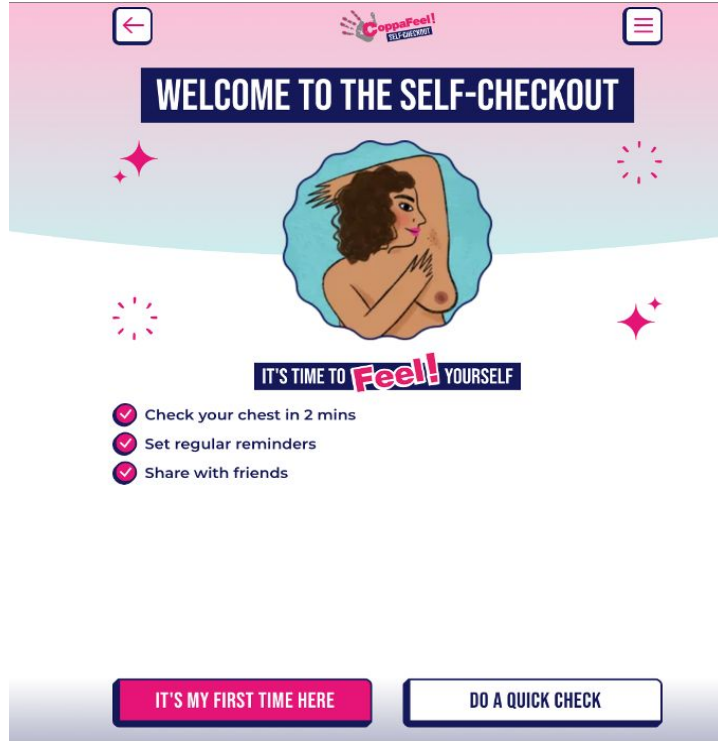 CoppaFeel!
SELF-CHECKOUT
WELCOME TO THE SELF-CHECKOUT
IT'S TIME TO Feel! YOURSELF
Check your chest in 2 mins
Set regular reminders
Share with friends
IT'S MY FIRST TIME HERE
DO A QUICK CHECK